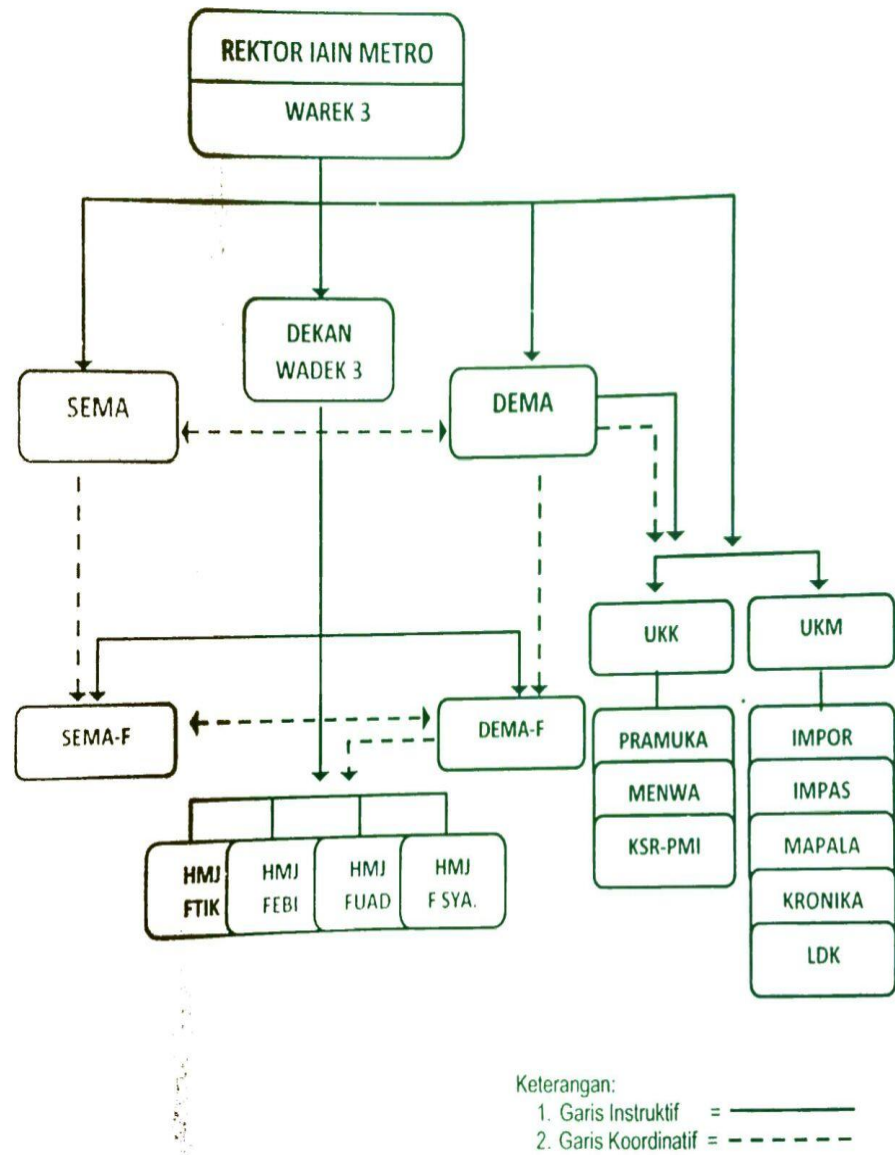 REKTOR IAIN METRO
WAREK 3
DEKAN
WADEK 3
SEMA
DEMA
UKK
UKM
SEMA-F
DEMA-F
PRAMUKA
MENWA
KSR-PMI
IMPOR
IMPAS
MAPALA
KRONIKA
LDK
HMJ
FTIK
HMJ
FEBI
HMJ
FUAD
HMJ
F SYA.
Keterangan:
1. Garis Instruktif =
2. Garis Koordinatif =